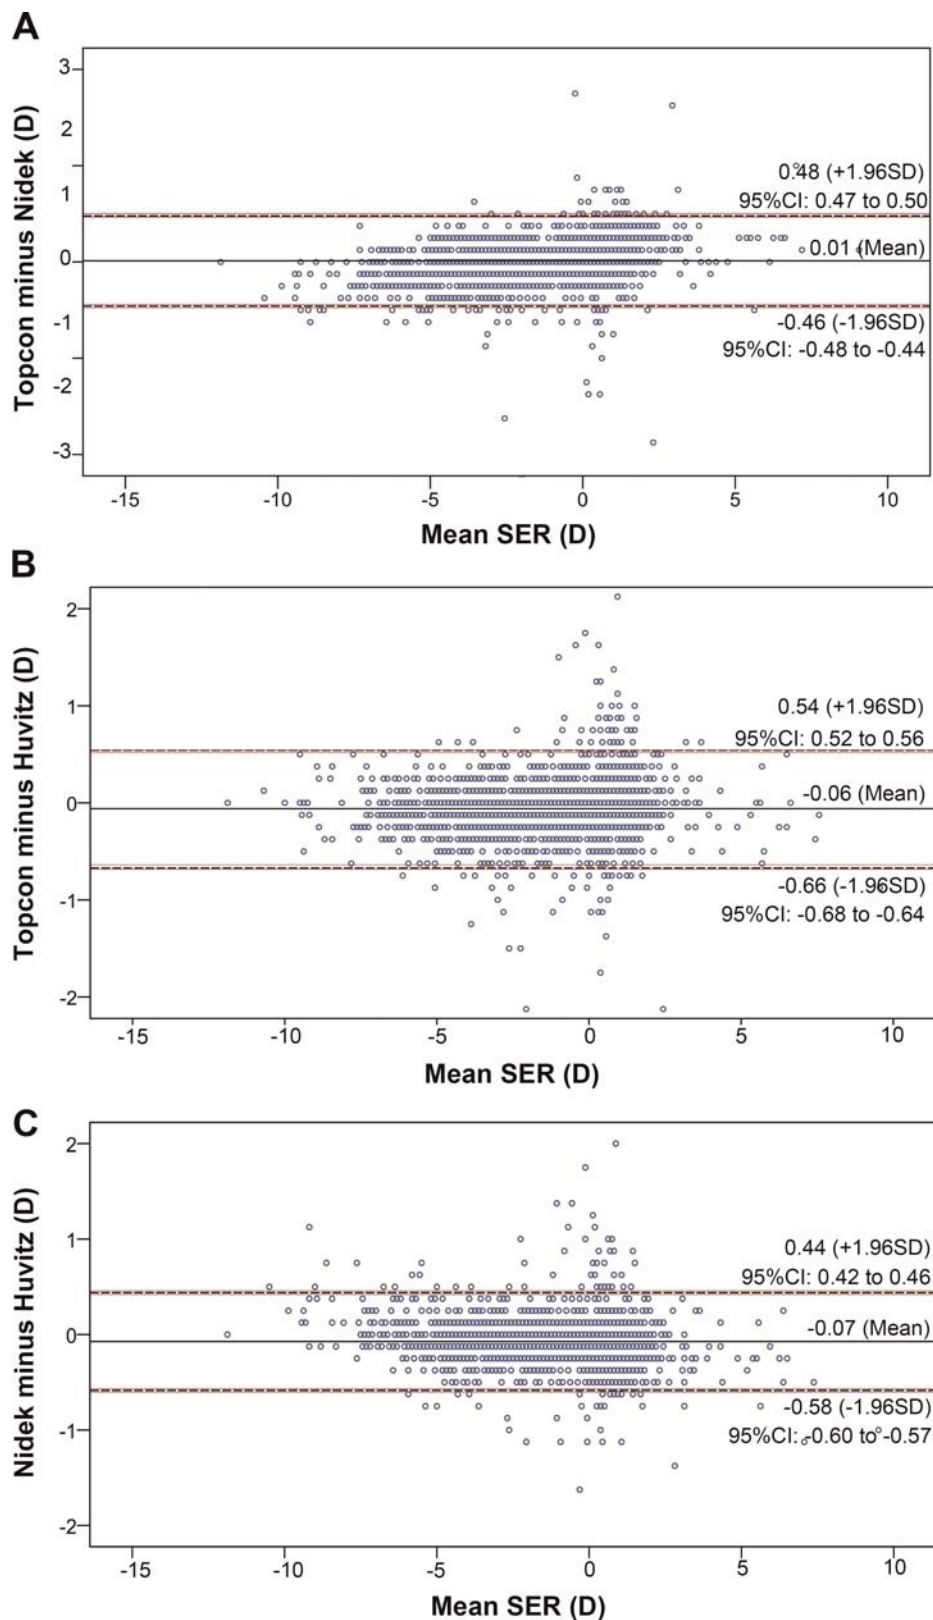 A
Topcon minus Nidek (D)
3
2
1
0
-1
-2
-3
0.48 (+1.96SD)
95%CI: 0.47 to 0.50
0.01 (Mean)
-0.46 (-1.96SD)
95%CI: -0.48 to -0.44
-15 -10 -5 0 5 10
Mean SER (D)
B
Topcon minus Huvitz (D)
2
1
0
-1
-2
0.54 (+1.96SD)
95%CI: 0.52 to 0.56
-0.06 (Mean)
-0.66 (-1.96SD)
95%CI: -0.68 to -0.64
-15 -10 -5 0 5 10
Mean SER (D)
C
Nidek minus Huvitz (D)
2
1
0
-1
-2
0.44 (+1.96SD)
95%CI: 0.42 to 0.46
-0.07 (Mean)
-0.58 (-1.96SD)
95%CI: -0.60 to -0.57
-15 -10 -5 0 5 10
Mean SER (D)